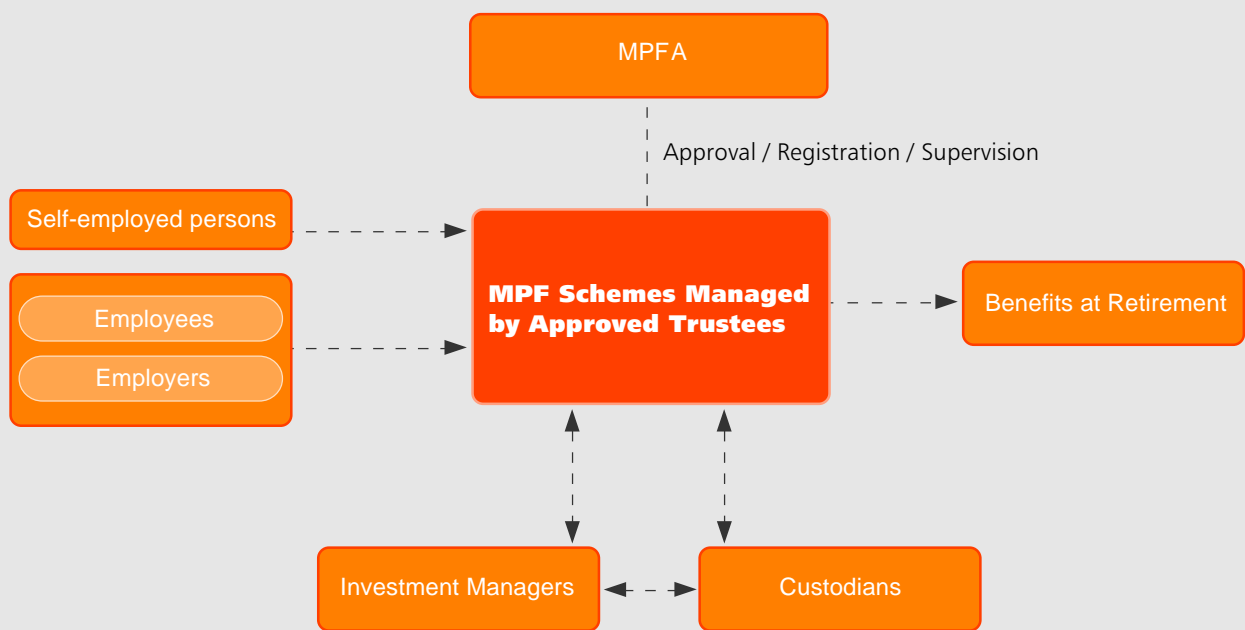 MPFA
Approval / Registration / Supervision
Self-employed persons
Employees
Employers
MPF Schemes Managed
by Approved Trustees
Benefits at Retirement
Investment Managers
Custodians